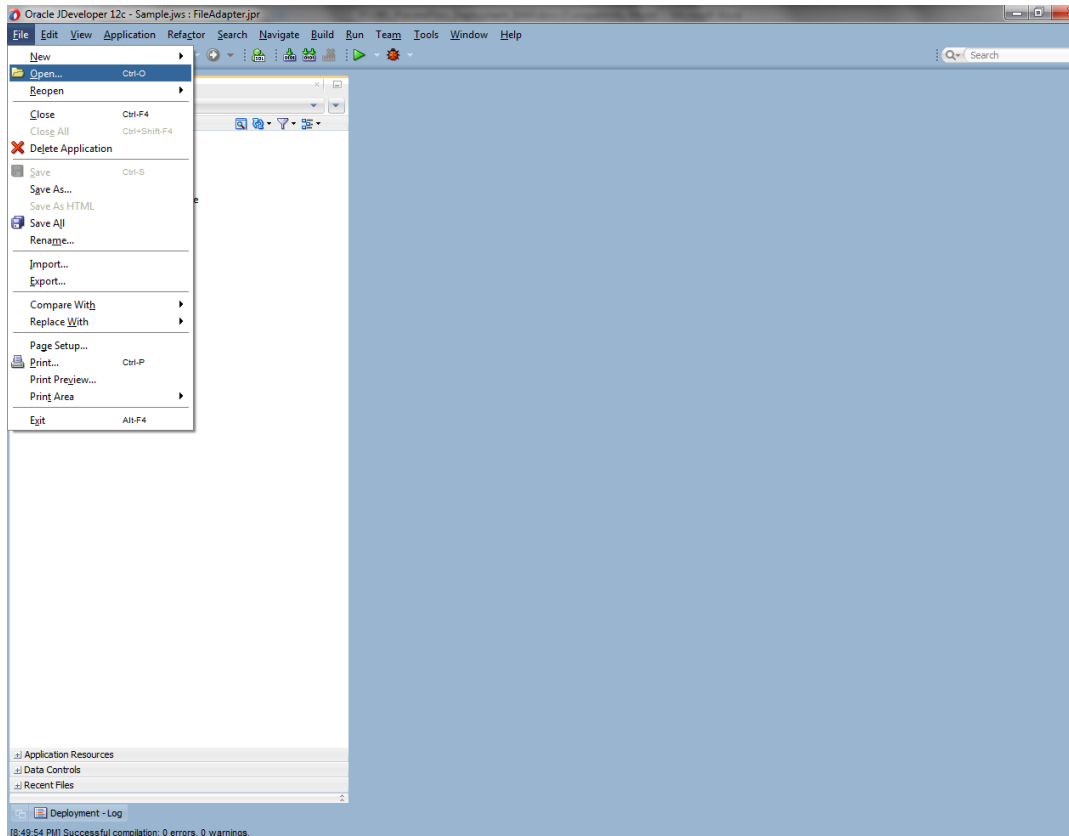 Oracle JDeveloper 12c - Sample.jws : FileAdapter.jpr
File Edit View Application Refactor Search Navigate Build Run Team Tools Window Help
New
Search
Open... Ctrl-O
Reopen
Close Ctrl-F4
Close All Ctrl+Shift-F4
Delete Application
Save Ctrl-S
Save As...
e
Save As HTML
Save All
Rename...
Import...
Export...
Compare With
Replace With
Page Setup...
Print... Ctrl-P
Print Preview...
Print Area
Exit Alt-F4
Application Resources
Data Controls
Recent Files
Deployment - Log
[8:49:54 PM] Successful compilation: 0 errors, 0 warnings.